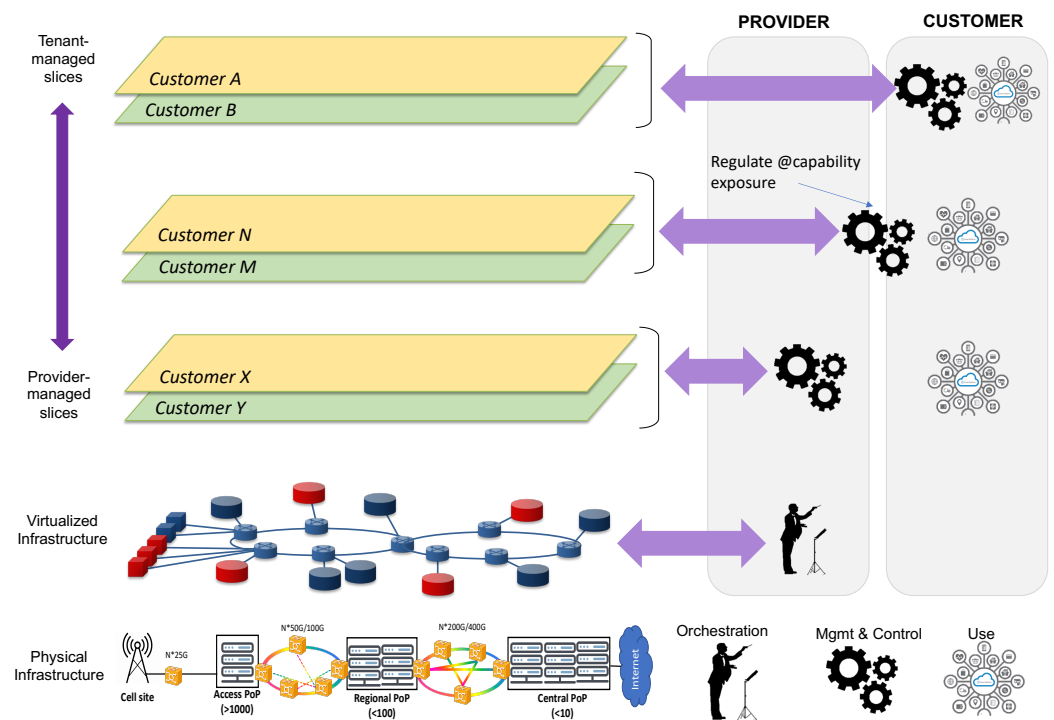 PROVIDER
CUSTOMER
Tenant-
managed
slices
Customer A
Customer B
Regulate @capability
exposure
Customer N
Customer M
Provider-
managed
slices
Customer X
Customer Y
Virtualized
Infrastructure
Physical
Infrastructure
Cell site
N*25G
Access PoP
(>1000)
N*50G/100G
Regional PoP
(<100)
N*200G/400G
Central PoP
(<10)
Internet
Orchestration
Mgmt & Control
Use